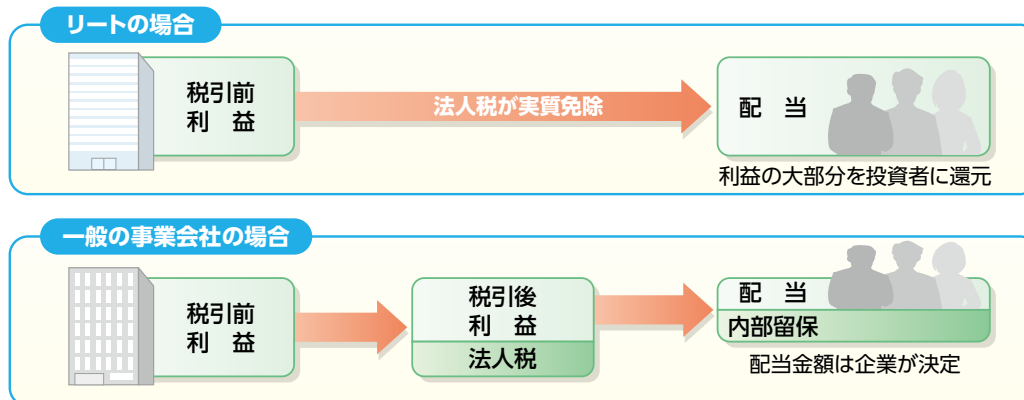 リートの場合
税引前
利 益
法人税が実質免除
配 当
利益の大部分を投資者に還元
一般の事業会社の場合
税引前
利 益
税引後
利 益
法人税
配 当
内部留保
配当金額は企業が決定